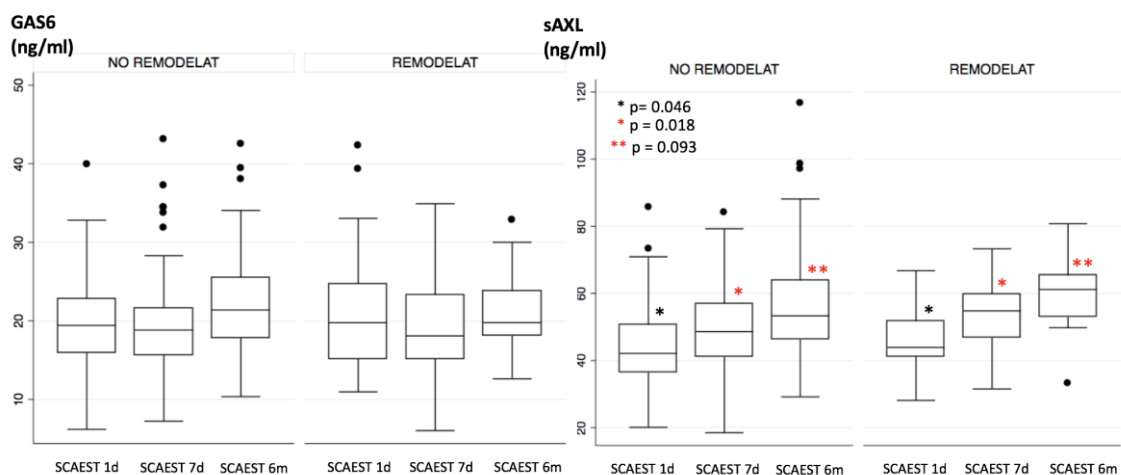 GAS6
(ng/ml)
NO REMODELAT
REMODELAT
50
40
30
20
10
SCAEST 1d SCAEST 7d SCAEST 6m
SCAEST 1d SCAEST 7d SCAEST 6m
sAXL
(ng/ml)
NO REMODELAT
REMODELAT
* p= 0.046
* p = 0.018
** p = 0.093
120
100
80
60
40
20
* * **
* * **
SCAEST 1d SCAEST 7d SCAEST 6m
SCAEST 1d SCAEST 7d SCAEST 6m